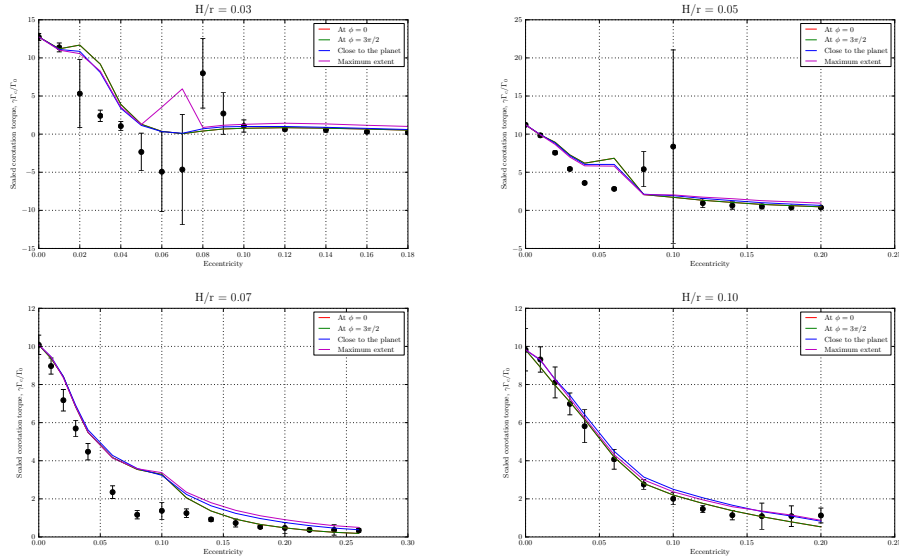 H/r = 0.03
15
10
5
0
−5
−10
−15
0.00 0.02 0.04 0.06 0.08 0.10 0.12 0.14 0.16 0.18
Eccentricity
Scaled corotation torque, γΓc/Γ0
At φ = 0
At φ = 3π/2
Close to the planet
Maximum extent
H/r = 0.05
25
20
15
10
5
0
−5
0.00 0.05 0.10 0.15 0.20 0.25
Eccentricity
Scaled corotation torque, γΓc/Γ0
At φ = 0
At φ = 3π/2
Close to the planet
Maximum extent
H/r = 0.07
12
10
8
6
4
2
0
0.00 0.05 0.10 0.15 0.20 0.25 0.30
Eccentricity
Scaled corotation torque, γΓc/Γ0
At φ = 0
At φ = 3π/2
Close to the planet
Maximum extent
H/r = 0.10
12
10
8
6
4
2
0
0.00 0.05 0.10 0.15 0.20 0.25
Eccentricity
Scaled corotation torque, γΓc/Γ0
At φ = 0
At φ = 3π/2
Close to the planet
Maximum extent